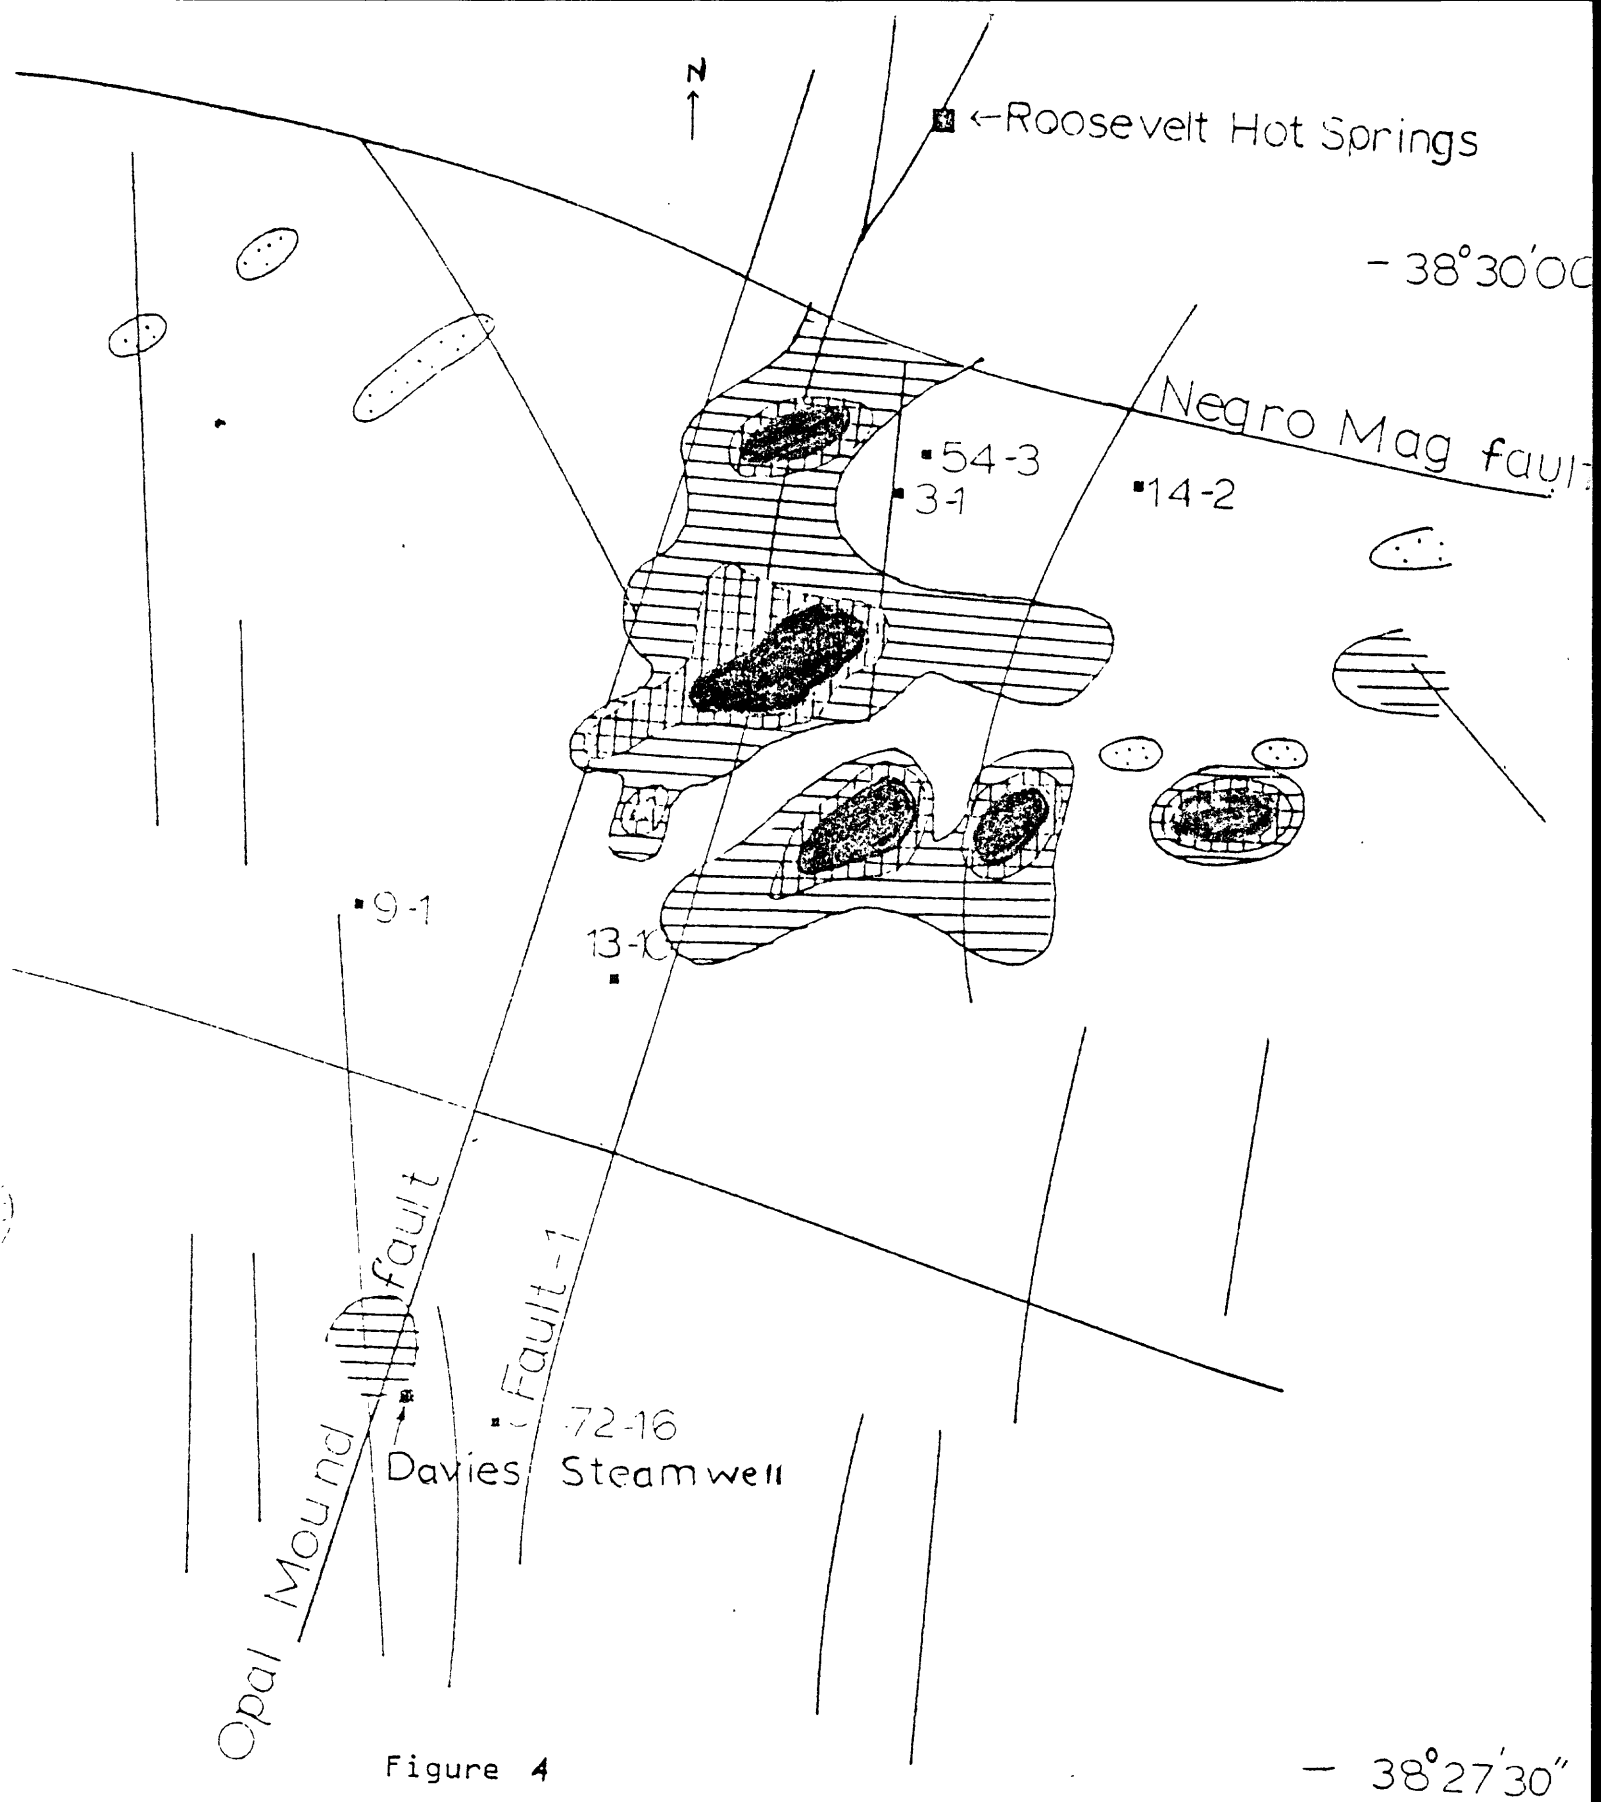 N
←Roosevelt Hot Springs
- 38°30'00
Negro Mag fault
54-3
3-1
14-2
9-1
13-10
Opal Mound fault
Fault-1
72-16
Davies Steamwell
Figure 4
- 38°27'30"